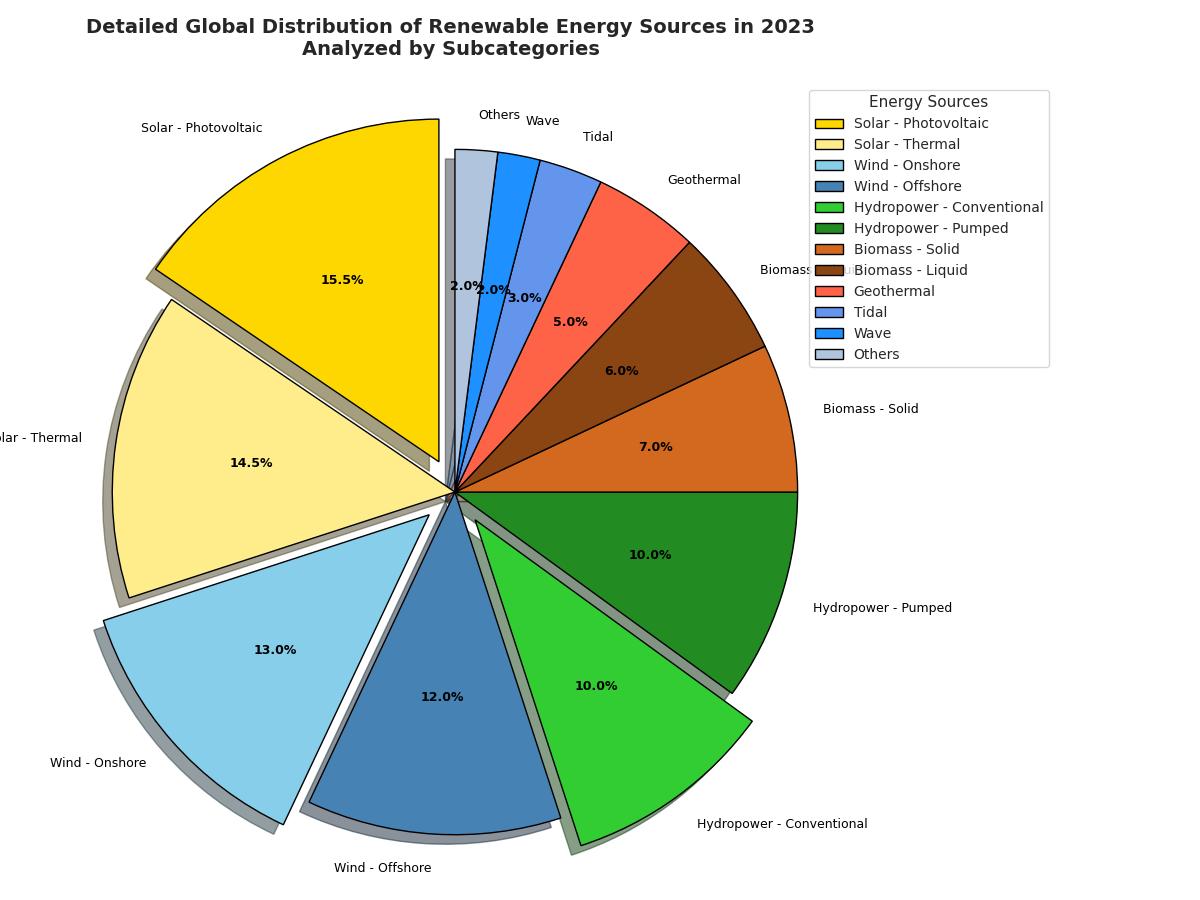 Detailed Global Distribution of Renewable Energy Sources in 2023
Analyzed by Subcategories
Solar - Photovoltaic
Others
Wave
Tidal
Geothermal
Biomass
Biomass - Solid
Hydropower - Pumped
Hydropower - Conventional
Wind - Offshore
Wind - Onshore
lar - Thermal
15.5%
14.5%
13.0%
12.0%
10.0%
10.0%
7.0%
6.0%
5.0%
3.0%
2.0%
2.0%
Energy Sources
Solar - Photovoltaic
Solar - Thermal
Wind - Onshore
Wind - Offshore
Hydropower - Conventional
Hydropower - Pumped
Biomass - Solid
Biomass - Liquid
Geothermal
Tidal
Wave
Others